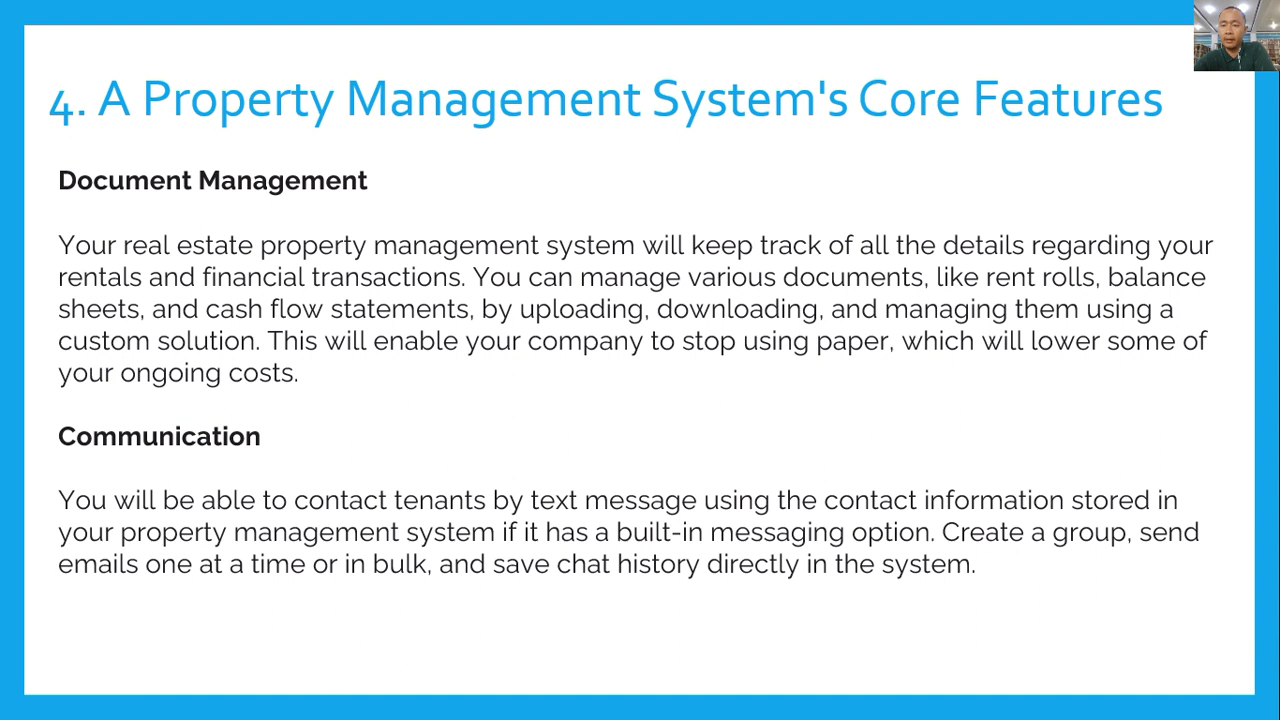 4. A Property Management System's Core Features
Document Management
Your real estate property management system will keep track of all the details regarding your
rentals and financial transactions. You can manage various documents, like rent rolls, balance
sheets, and cash flow statements, by uploading, downloading, and managing them using a
custom solution. This will enable your company to stop using paper, which will lower some of
your ongoing costs.
Communication
You will be able to contact tenants by text message using the contact information stored in
your property management system if it has a built-in messaging option. Create a group, send
emails one at a time or in bulk, and save chat history directly in the system.